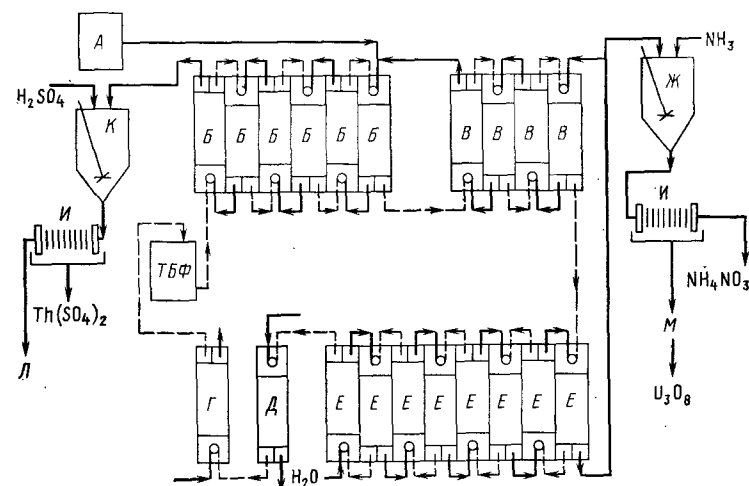 А
H₂SO₄
К
Б Б Б Б Б Б
В В В В
NH₃
Ж
И
И
ТБФ
Th(SO₄)₂
NH₄NO₃
Л
М
Г
Д
Е Е Е Е Е Е Е Е
H₂O
U₃O₈